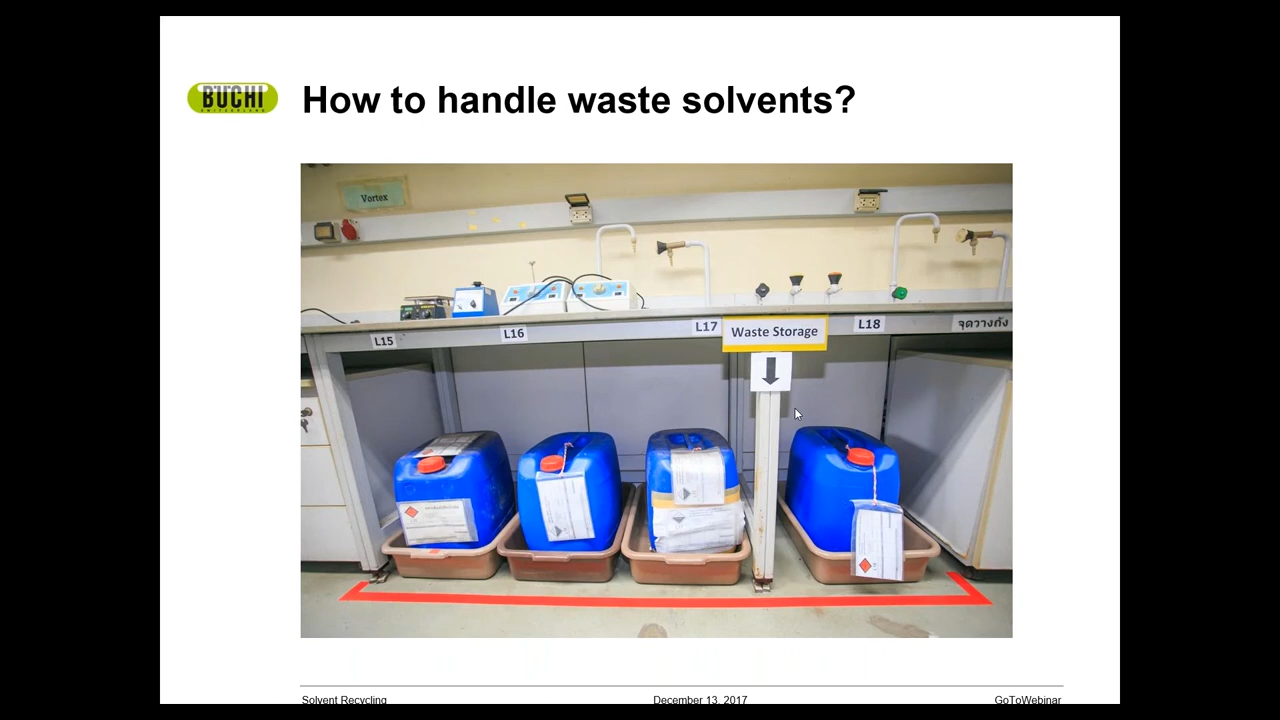 BUCHI
SWITZERLAND
How to handle waste solvents?
Vortex
L15
L16
L17
Waste Storage
L18
จุดวางถัง
Solvent Recycling
December 13, 2017
GoToWebinar